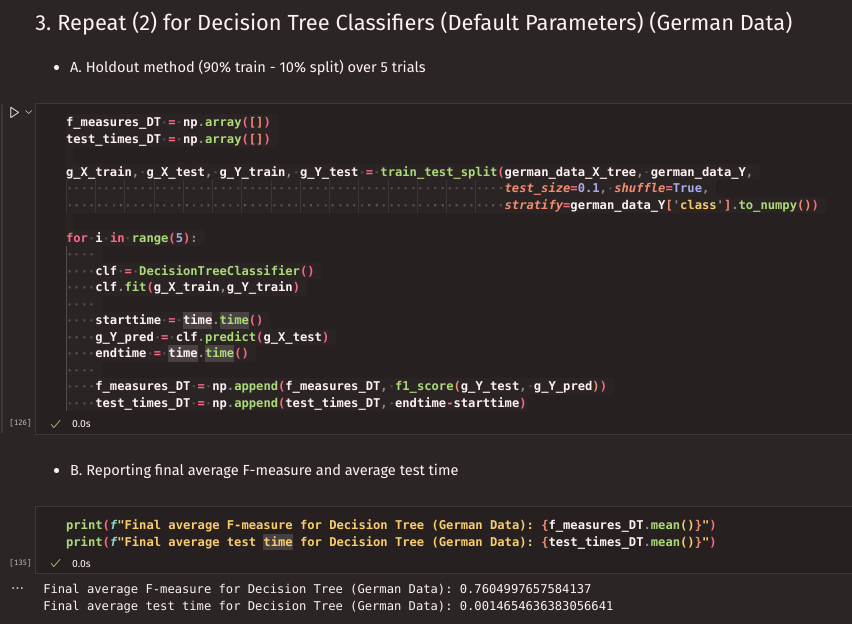 3. Repeat (2) for Decision Tree Classifiers (Default Parameters) (German Data)
• A. Holdout method (90% train - 10% split) over 5 trials
f_measures_DT = np.array([])
test_times_DT = np.array([])
g_X_train, g_X_test, g_Y_train, g_Y_test = train_test_split(german_data_X_tree, german_data_Y,
test_size=0.1, shuffle=True,
stratify=german_data_Y['class'].to_numpy())
for i in range(5):
clf = DecisionTreeClassifier()
clf.fit(g_X_train,g_Y_train)
starttime = time.time()
g_Y_pred = clf.predict(g_X_test)
endtime = time.time()
f_measures_DT = np.append(f_measures_DT, f1_score(g_Y_test, g_Y_pred))
test_times_DT = np.append(test_times_DT, endtime-starttime)
[126] ✓ 0.0s
• B. Reporting final average F-measure and average test time
print(f"Final average F-measure for Decision Tree (German Data): {f_measures_DT.mean()}")
print(f"Final average test time for Decision Tree (German Data): {test_times_DT.mean()}")
[135] ✓ 0.0s
... Final average F-measure for Decision Tree (German Data): 0.7604997657584137
Final average test time for Decision Tree (German Data): 0.0014654636383056641